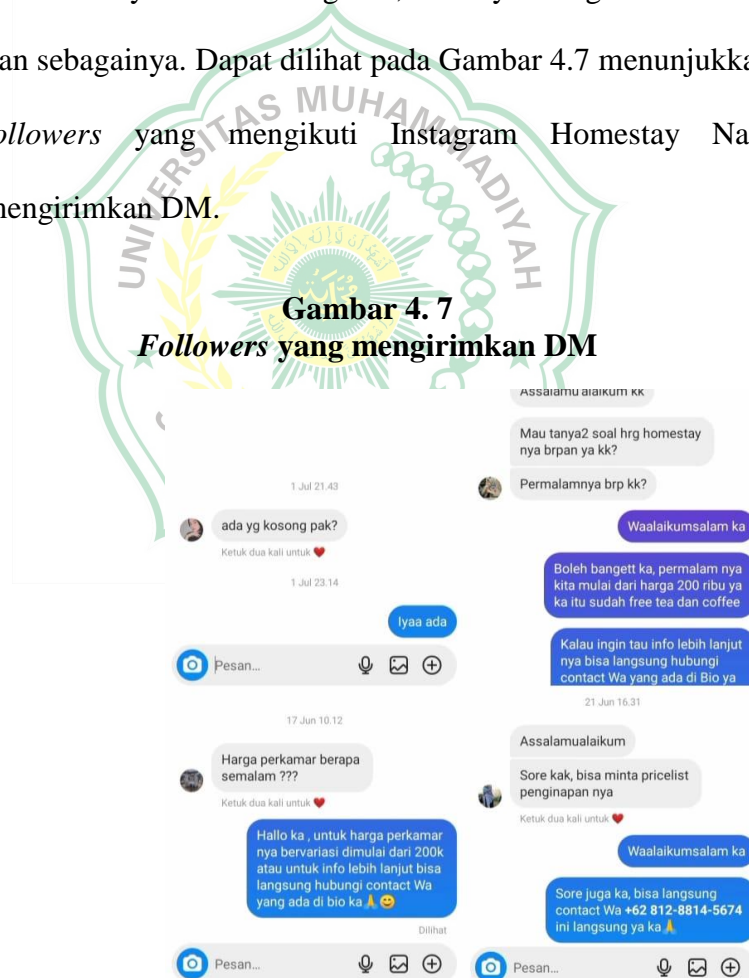 an sebagainya. Dapat dilihat pada Gambar 4.7 menunjukka
ollowers yang mengikuti Instagram Homestay Na
mengirimkan DM.
UNIVERSITAS MUHAMMADIYAH
Gambar 4. 7
Followers yang mengirimkan DM
1 Jul 21.43
ada yg kosong pak?
Ketuk dua kali untuk ❤️
1 Jul 23.14
Iyaa ada
Pesan...
Assalamu alaikum kk
Mau tanya2 soal hrg homestay
nya brpan ya kk?
Permalamnya brp kk?
Waalaikumsalam ka
Boleh bangett ka, permalam nya
kita mulai dari harga 200 ribu ya
ka itu sudah free tea dan coffee
Kalau ingin tau info lebih lanjut
nya bisa langsung hubungi
contact Wa yang ada di Bio ya
17 Jun 10.12
Harga perkamar berapa
semalam ???
Ketuk dua kali untuk ❤️
Hallo ka , untuk harga perkamar
nya bervariasi dimulai dari 200k
atau untuk info lebih lanjut bisa
langsung hubungi contact Wa
yang ada di bio ka🙏😊
Dilihat
Pesan...
21 Jun 16.31
Assalamualaikum
Sore kak, bisa minta pricelist
penginapan nya
Ketuk dua kali untuk ❤️
Waalaikumsalam ka
Sore juga ka, bisa langsung
contact Wa +62 812-8814-5674
ini langsung ya ka🙏
Pesan...